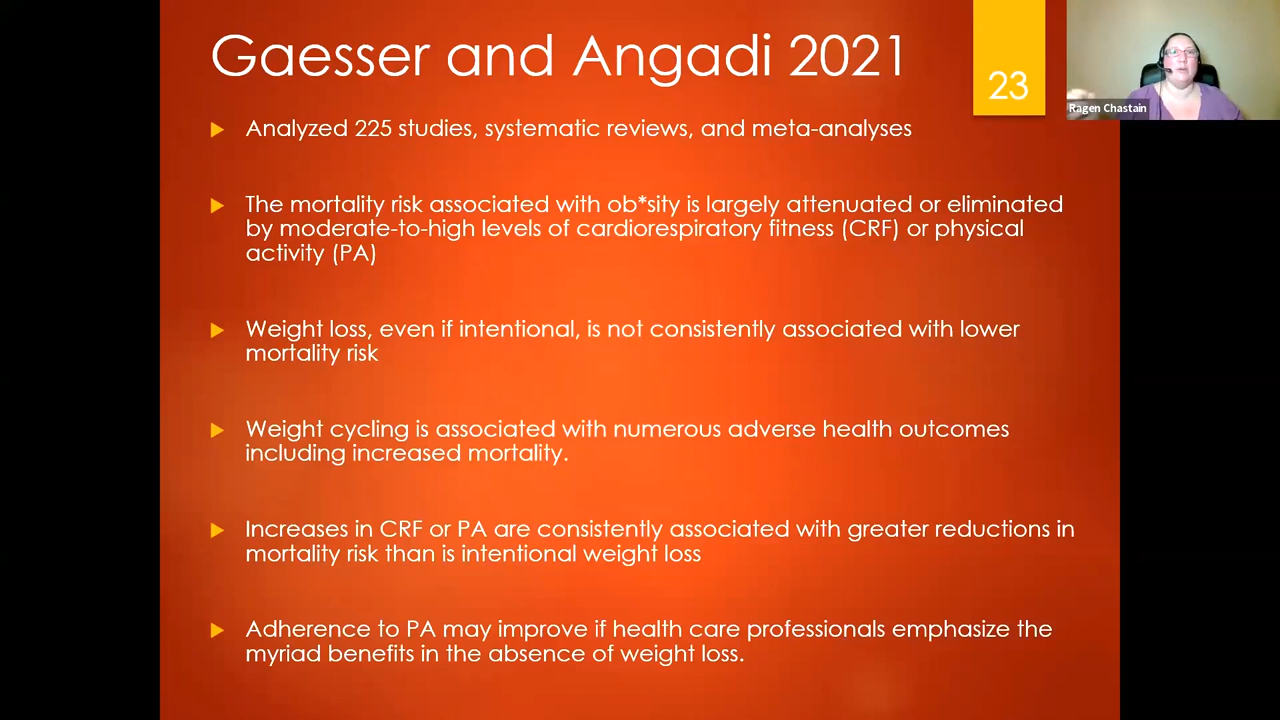 Gaesser and Angadi 2021
23
Ragen Chastain
Analyzed 225 studies, systematic reviews, and meta-analyses
The mortality risk associated with ob*sity is largely attenuated or eliminated
by moderate-to-high levels of cardiorespiratory fitness (CRF) or physical
activity (PA)
Weight loss, even if intentional, is not consistently associated with lower
mortality risk
Weight cycling is associated with numerous adverse health outcomes
including increased mortality.
Increases in CRF or PA are consistently associated with greater reductions in
mortality risk than is intentional weight loss
Adherence to PA may improve if health care professionals emphasize the
myriad benefits in the absence of weight loss.